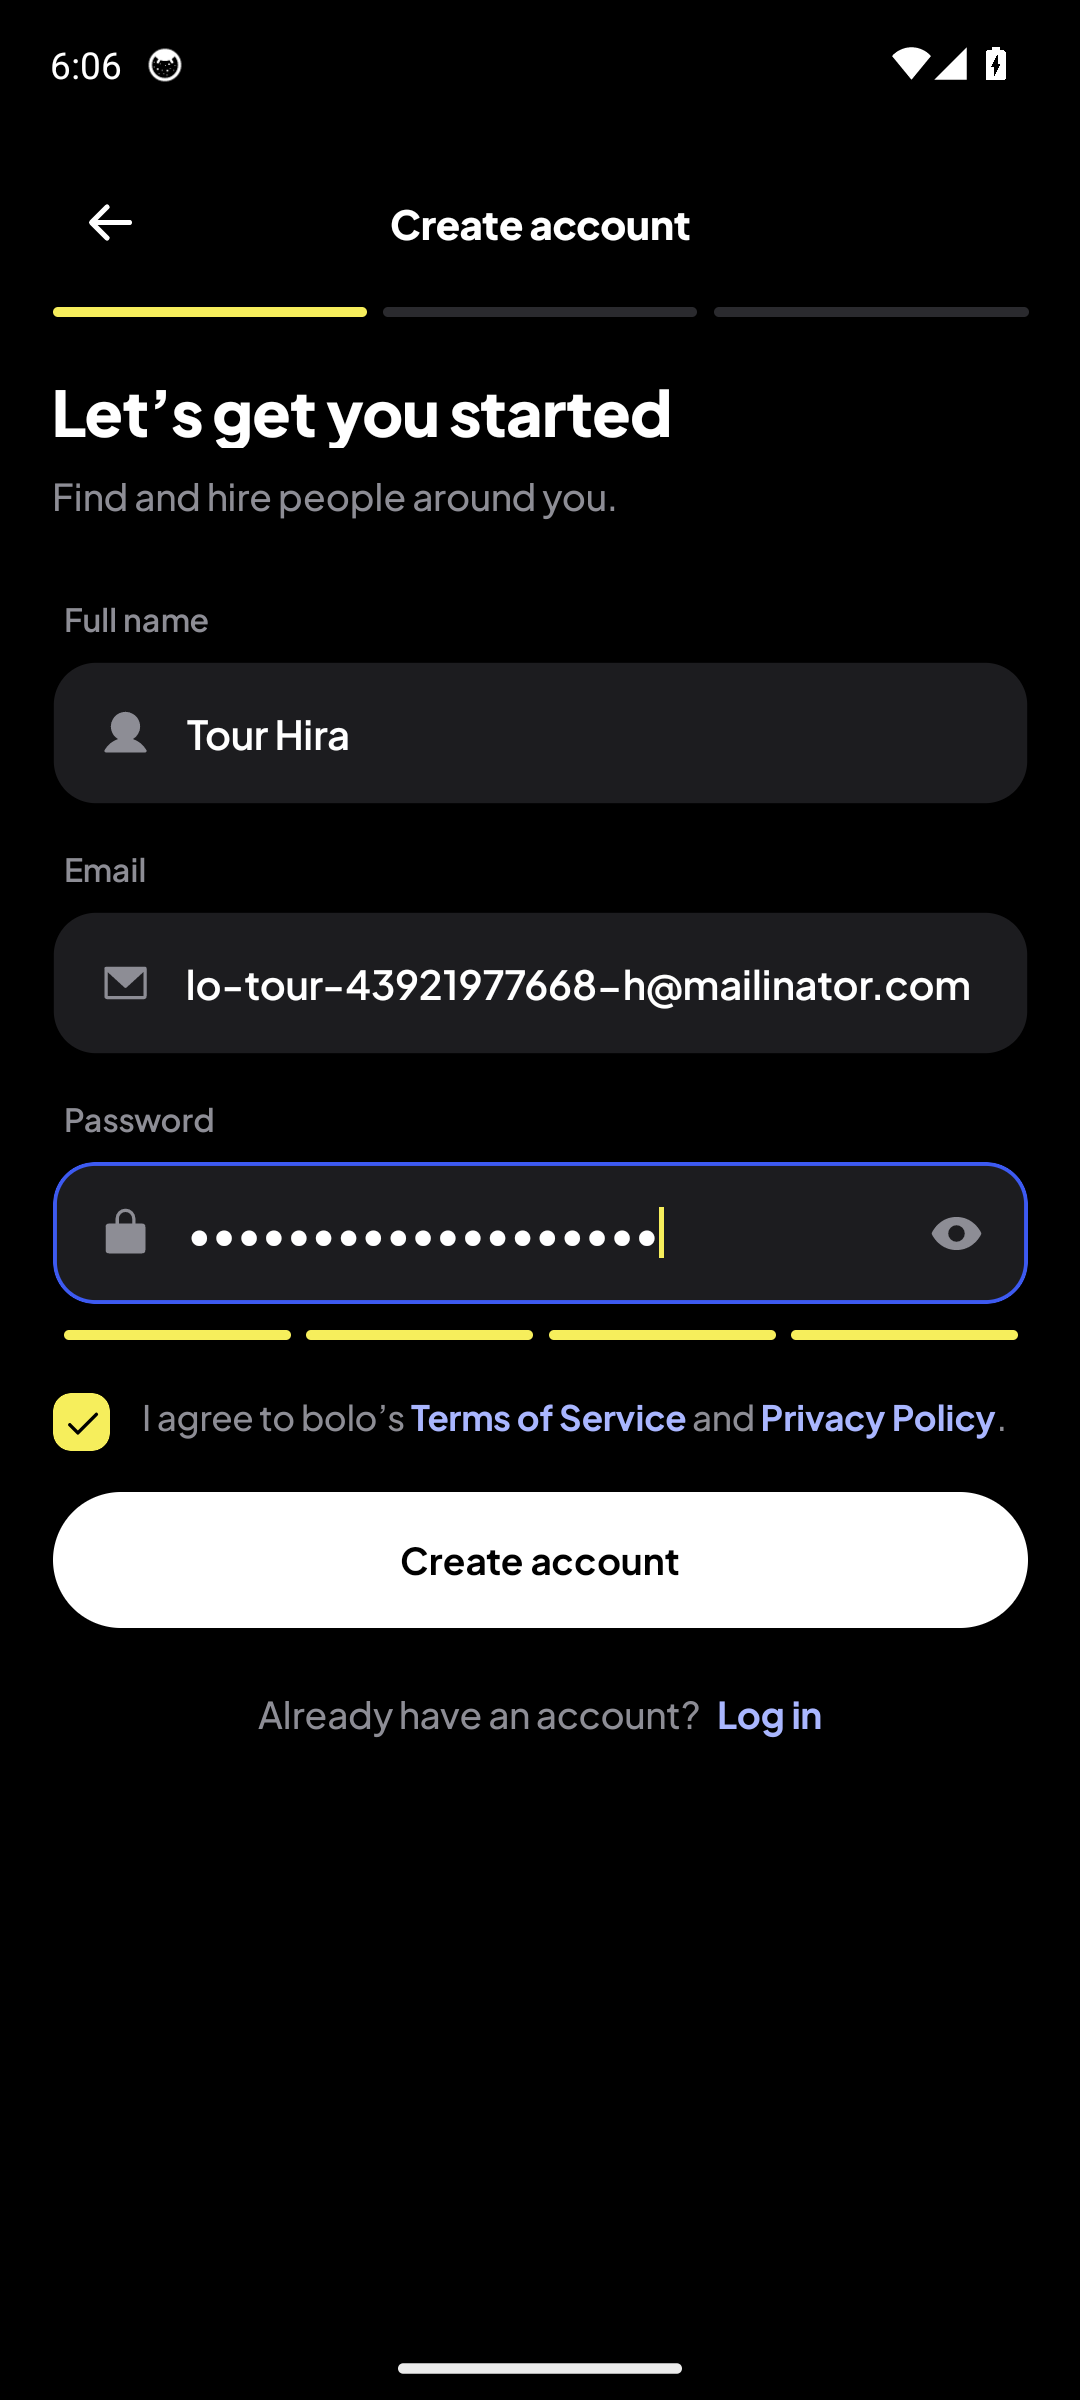 6:06
Create account
Let’s get you started
Find and hire people around you.
Full name
Tour Hira
Email
lo-tour-43921977668-h@mailinator.com
Password
•••••••••••••••••••
I agree to bolo’s Terms of Service and Privacy Policy.
Create account
Already have an account? Log in